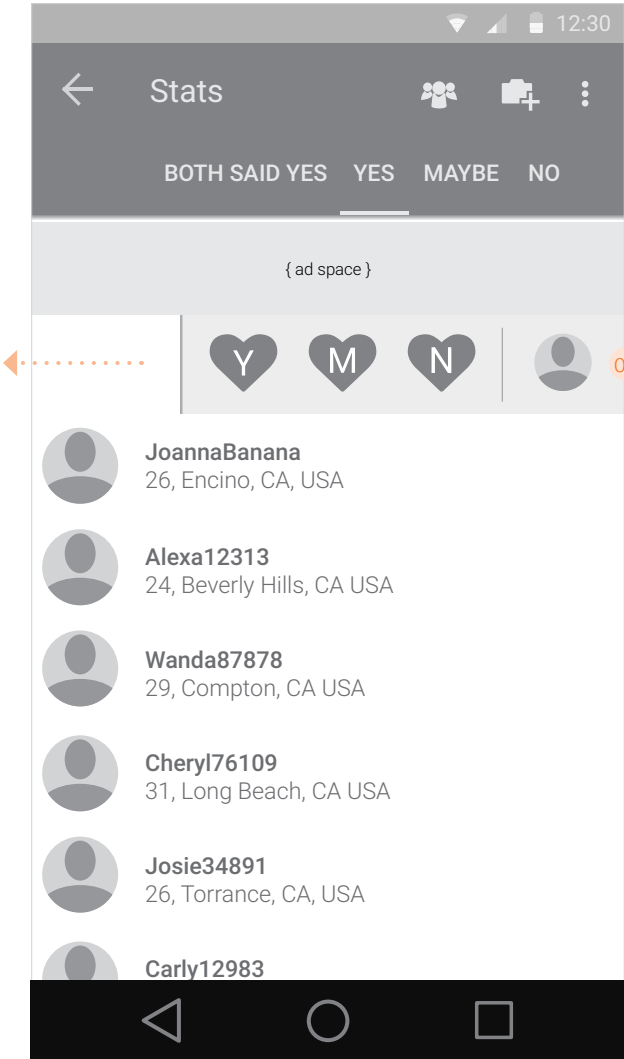 12:30
Stats
BOTH SAID YES YES MAYBE NO
{ ad space }
Y M N
JoannaBanana
26, Encino, CA, USA
Alexa12313
24, Beverly Hills, CA USA
Wanda87878
29, Compton, CA USA
Cheryl76109
31, Long Beach, CA USA
Josie34891
26, Torrance, CA, USA
Carly12983